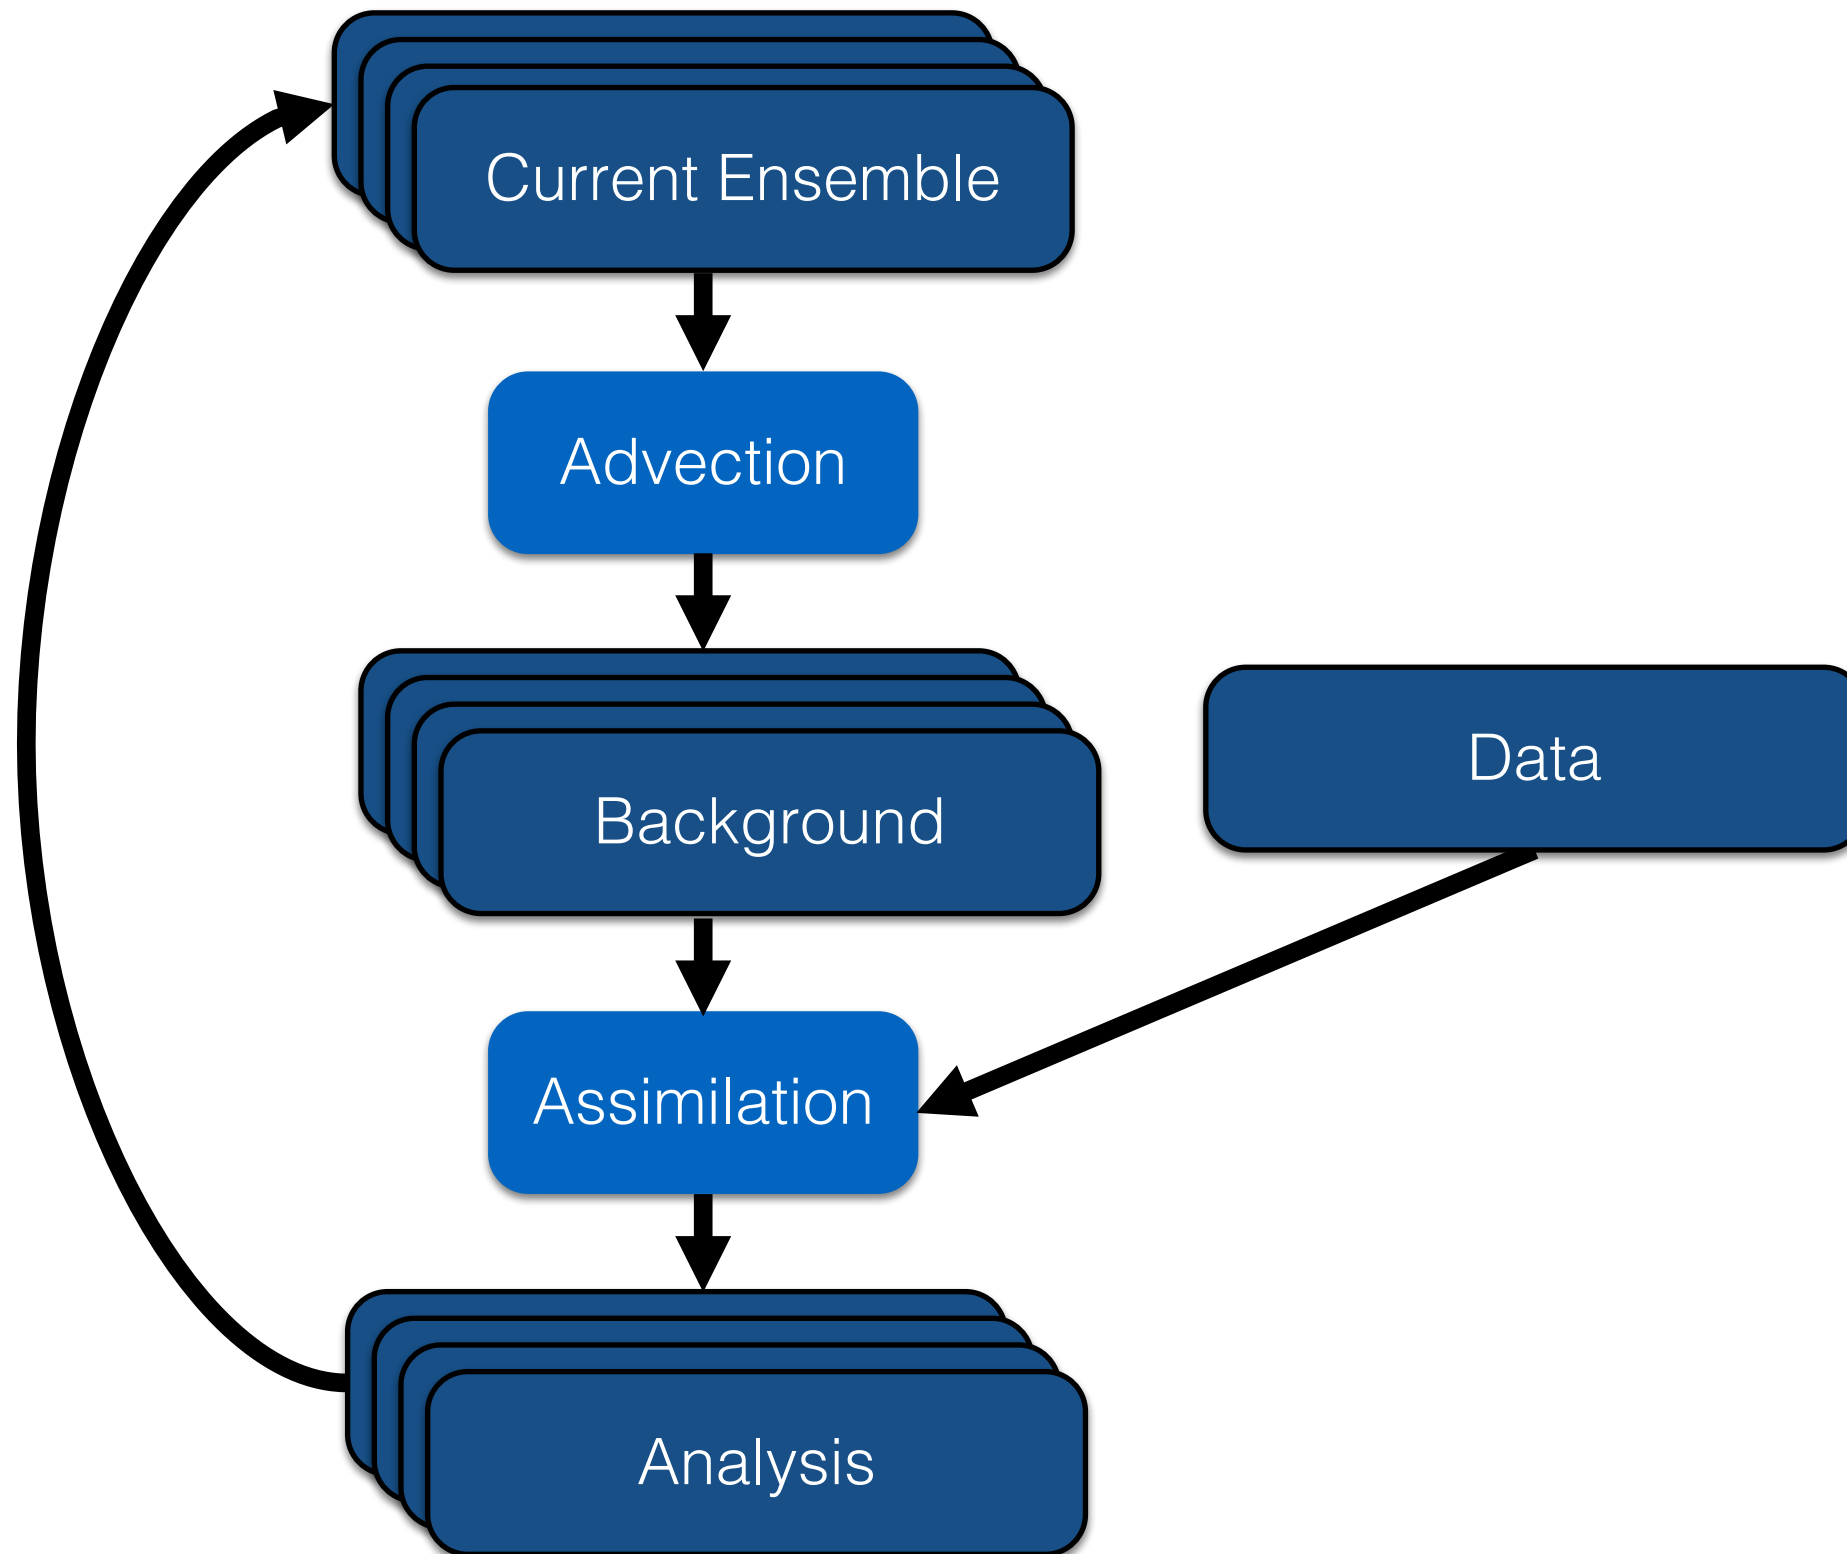 Current Ensemble
Advection
Background
Data
Assimilation
Analysis